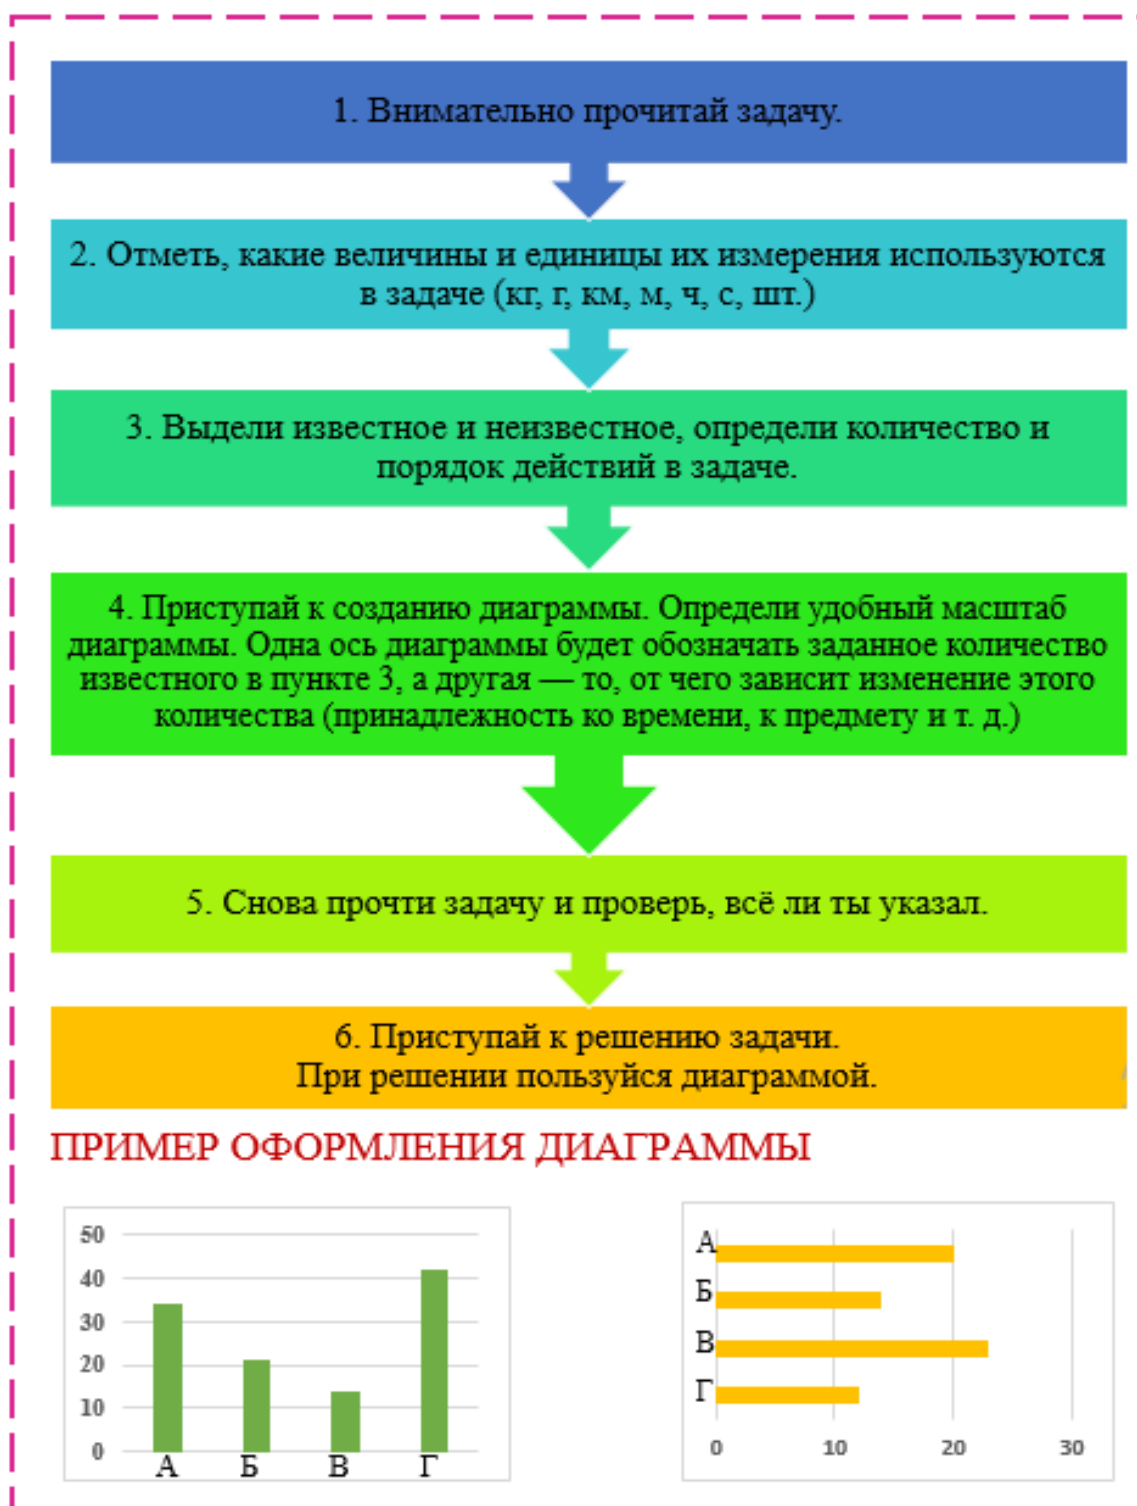 1. Внимательно прочитай задачу.
2. Отметь, какие величины и единицы их измерения используются
в задаче (кг, г, км, м, ч, с, шт.)
3. Выдели известное и неизвестное, определи количество и
порядок действий в задаче.
4. Приступай к созданию диаграммы. Определи удобный масштаб
диаграммы. Одна ось диаграммы будет обозначать заданное количество
известного в пункте 3, а другая — то, от чего зависит изменение этого
количества (принадлежность ко времени, к предмету и т. д.)
5. Снова прочти задачу и проверь, всё ли ты указал.
6. Приступай к решению задачи.
При решении пользуйся диаграммой.
ПРИМЕР ОФОРМЛЕНИЯ ДИАГРАММЫ
50
40
30
20
10
0
А Б В Г
А
Б
В
Г
0 10 20 30